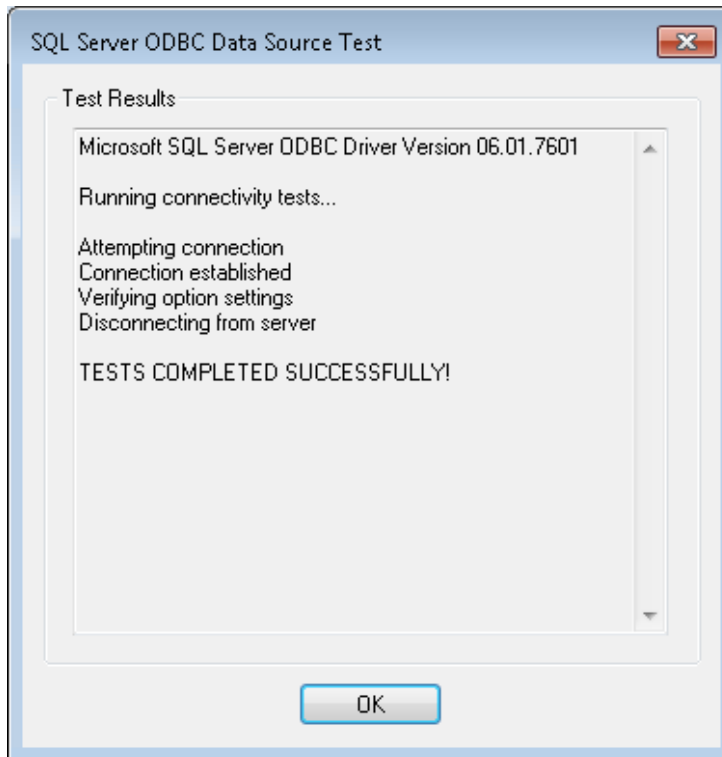 SQL Server ODBC Data Source Test
Test Results
Microsoft SQL Server ODBC Driver Version 06.01.7601
Running connectivity tests...
Attempting connection
Connection established
Verifying option settings
Disconnecting from server
TESTS COMPLETED SUCCESSFULLY!
OK